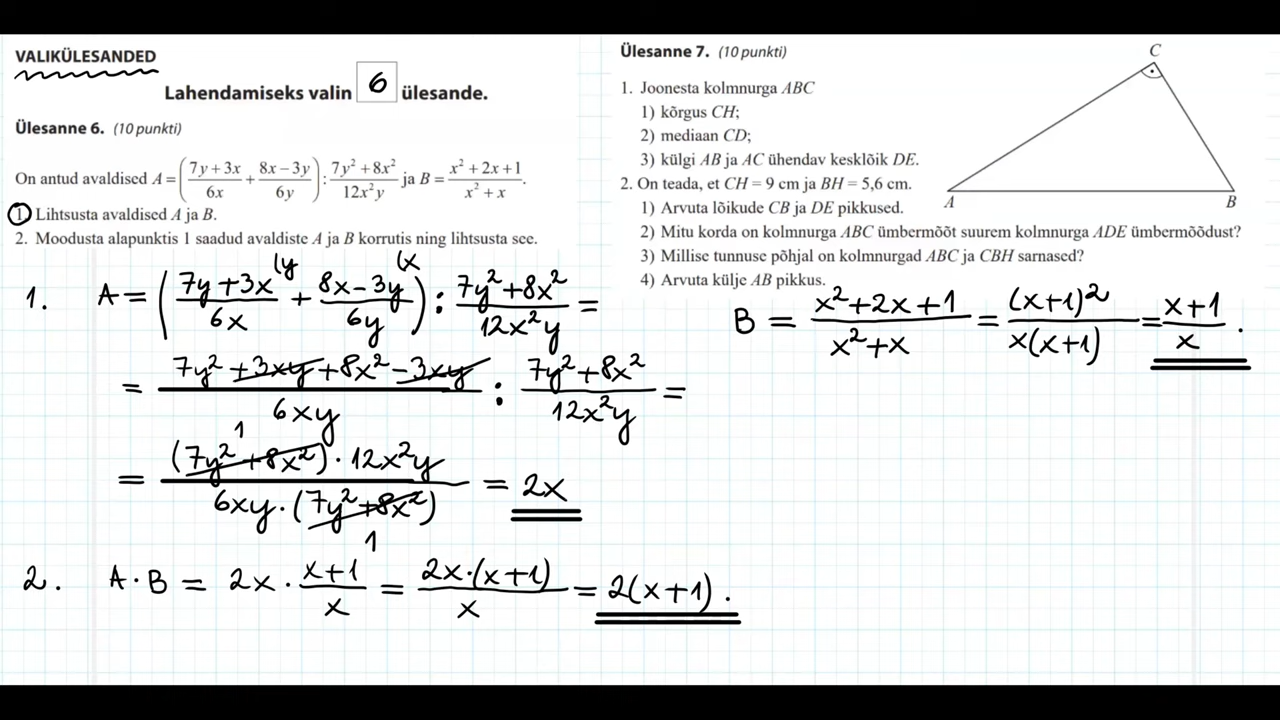 VALIKÜLESANDED
Lahendamiseks valin 6 ülesande.
Ülesanne 6. (10 punkti)
On antud avaldised A = ((7y + 3x)/(6x) + (8x − 3y)/(6y)) : (7y² + 8x²)/(12x²y) ja B = (x² + 2x + 1)/(x² + x).
1. Lihtsusta avaldised A ja B.
2. Moodusta alapunktis 1 saadud avaldiste A ja B korrutis ning lihtsusta see.
1. A = ((7y + 3x)/(6x) (y + (8x − 3y)/(6y) (x) : (7y² + 8x²)/(12x²y) =
= (7y² + 3xy + 8x² − 3xy)/(6xy) : (7y² + 8x²)/(12x²y) =
= ((7y² + 8x²) 1 · 12x²y)/(6xy · (7y² + 8x²) 1) = 2x
2. A · B = 2x · (x + 1)/x = (2x · (x + 1))/x = 2(x + 1).
Ülesanne 7. (10 punkti)
1. Joonesta kolmnurga ABC
1) kõrgus CH;
2) mediaan CD;
3) külgi AB ja AC ühendav kesklõik DE.
2. On teada, et CH = 9 cm ja BH = 5,6 cm.
1) Arvuta lõikude CB ja DE pikkused.
2) Mitu korda on kolmnurga ABC ümbermõõt suurem kolmnurga ADE ümbermõõdust?
3) Millise tunnuse põhjal on kolmnurgad ABC ja CBH sarnased?
4) Arvuta külje AB pikkus.
C
A
B
B = (x² + 2x + 1)/(x² + x) = (x + 1)²/(x(x + 1)) = (x + 1)/x.